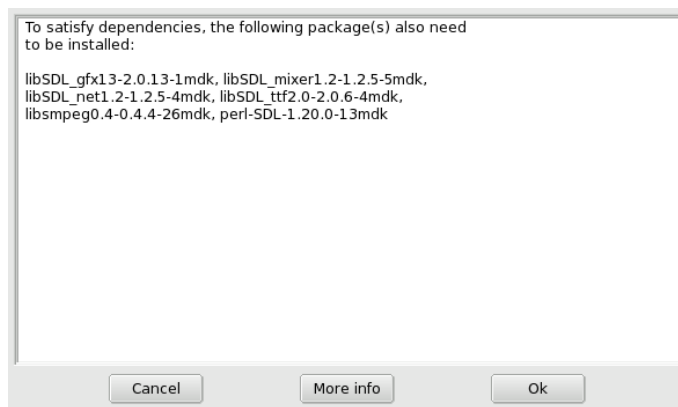 To satisfy dependencies, the following package(s) also need
to be installed:
libSDL_gfx13-2.0.13-1mdk, libSDL_mixer1.2-1.2.5-5mdk,
libSDL_net1.2-1.2.5-4mdk, libSDL_ttf2.0-2.0.6-4mdk,
libsmpeg0.4-0.4.4-26mdk, perl-SDL-1.20.0-13mdk
Cancel
More info
Ok